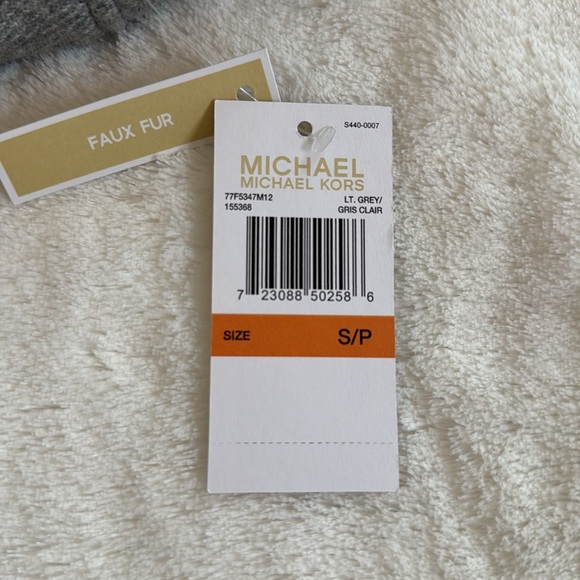 FAUX FUR
S440-0007
MICHAEL
MICHAEL KORS
77F5347M12 LT. GREY/
155368 GRIS CLAIR
7 23088 50258 6
SIZE S/P